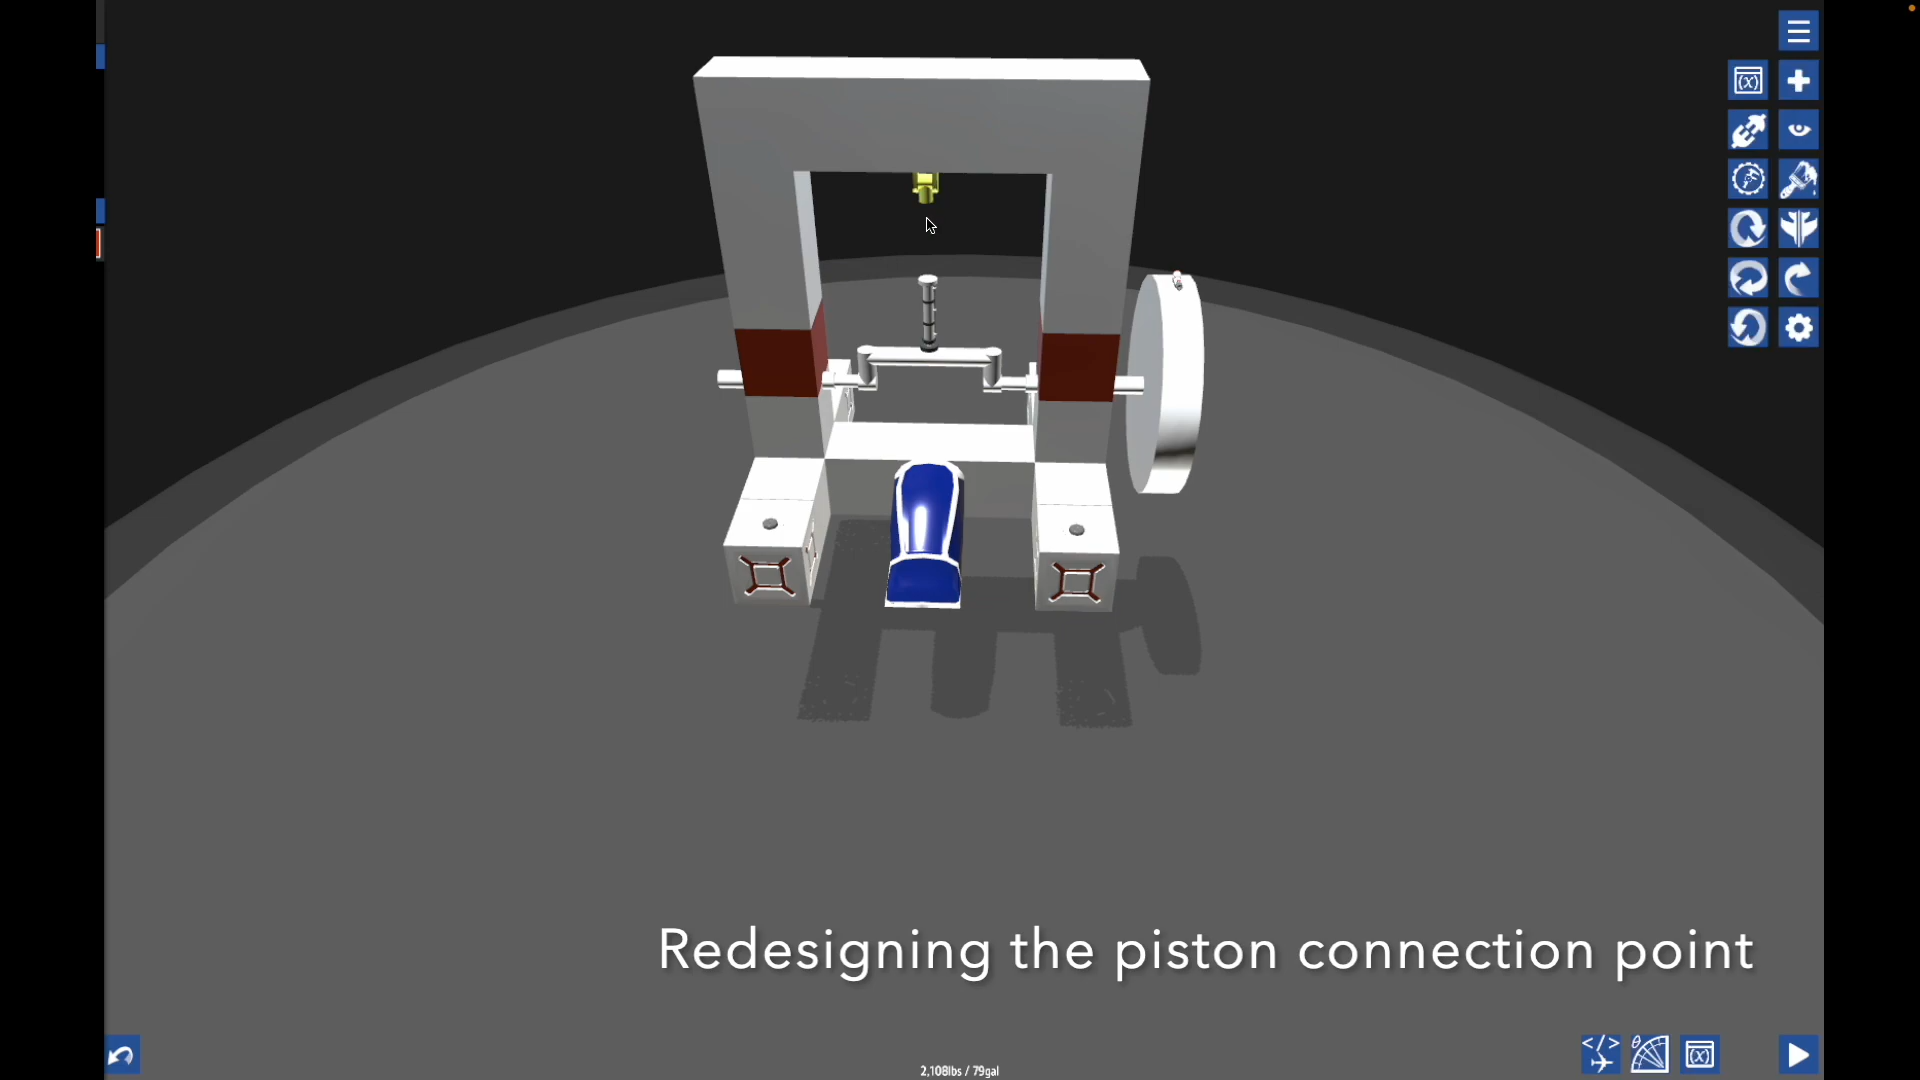 (x)
Redesigning the piston connection point
</>
θ
(x)
2,108lbs / 79gal